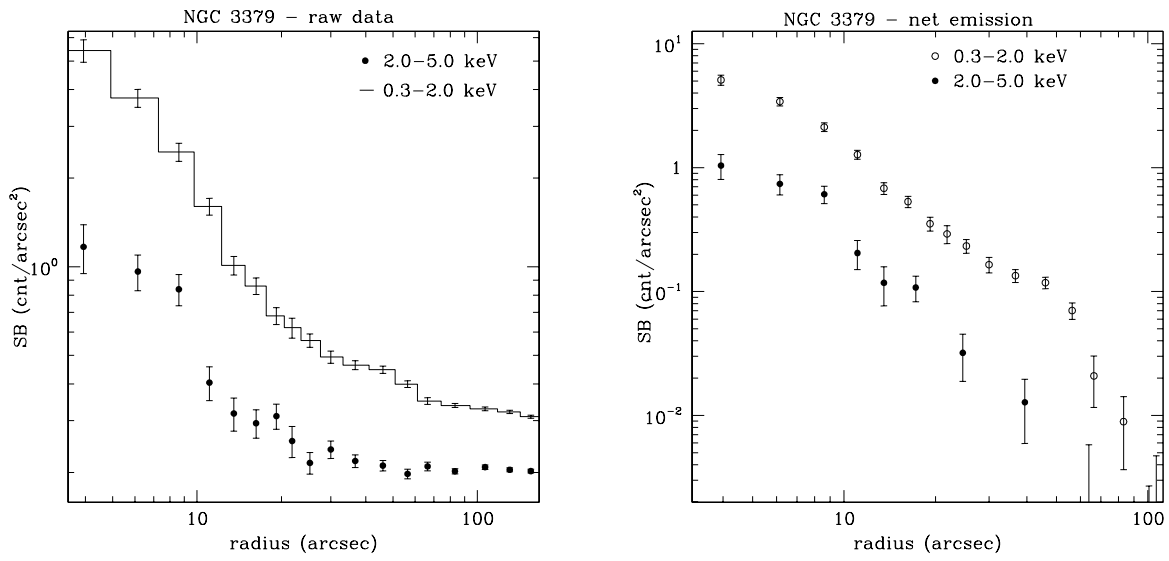 NGC 3379 − raw data
2.0−5.0 keV
0.3−2.0 keV
SB (cnt/arcsec²)
10⁰
10
100
radius (arcsec)
NGC 3379 − net emission
0.3−2.0 keV
2.0−5.0 keV
SB (cnt/arcsec²)
10¹
1
10⁻¹
10⁻²
10
100
radius (arcsec)